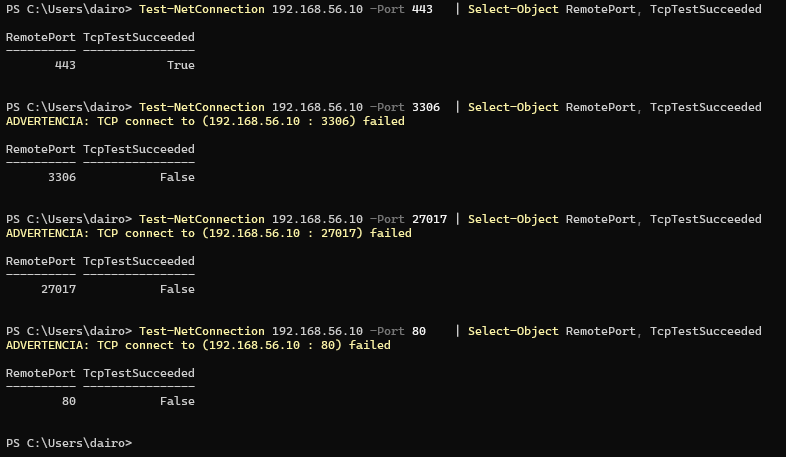 PS C:\Users\dairo> Test-NetConnection 192.168.56.10 -Port 443   | Select-Object RemotePort, TcpTestSucceeded

RemotePort TcpTestSucceeded
---------- ----------------
       443             True

PS C:\Users\dairo> Test-NetConnection 192.168.56.10 -Port 3306  | Select-Object RemotePort, TcpTestSucceeded
ADVERTENCIA: TCP connect to (192.168.56.10 : 3306) failed

RemotePort TcpTestSucceeded
---------- ----------------
      3306            False

PS C:\Users\dairo> Test-NetConnection 192.168.56.10 -Port 27017 | Select-Object RemotePort, TcpTestSucceeded
ADVERTENCIA: TCP connect to (192.168.56.10 : 27017) failed

RemotePort TcpTestSucceeded
---------- ----------------
     27017            False

PS C:\Users\dairo> Test-NetConnection 192.168.56.10 -Port 80    | Select-Object RemotePort, TcpTestSucceeded
ADVERTENCIA: TCP connect to (192.168.56.10 : 80) failed

RemotePort TcpTestSucceeded
---------- ----------------
        80            False

PS C:\Users\dairo>